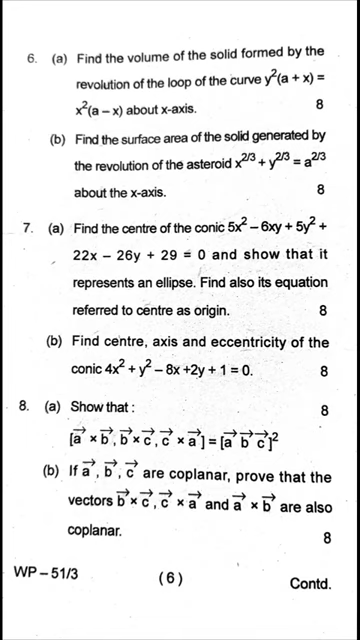 6. (a) Find the volume of the solid formed by the
revolution of the loop of the curve y²(a + x) =
x²(a – x) about x-axis. 8
(b) Find the surface area of the solid generated by
the revolution of the asteroid x^2/3 + y^2/3 = a^2/3
about the x-axis. 8
7. (a) Find the centre of the conic 5x² – 6xy + 5y² +
22x – 26y + 29 = 0 and show that it
represents an ellipse. Find also its equation
referred to centre as origin. 8
(b) Find centre, axis and eccentricity of the
conic 4x² + y² – 8x +2y + 1 = 0. 8
8. (a) Show that : 8
[a⃗ × b⃗, b⃗ × c⃗, c⃗ × a⃗] = [a⃗ b⃗ c⃗]²
(b) If a⃗, b⃗, c⃗ are coplanar, prove that the
vectors b⃗ × c⃗, c⃗ × a⃗ and a⃗ × b⃗ are also
coplanar. 8
WP – 51/3 (6) Contd.